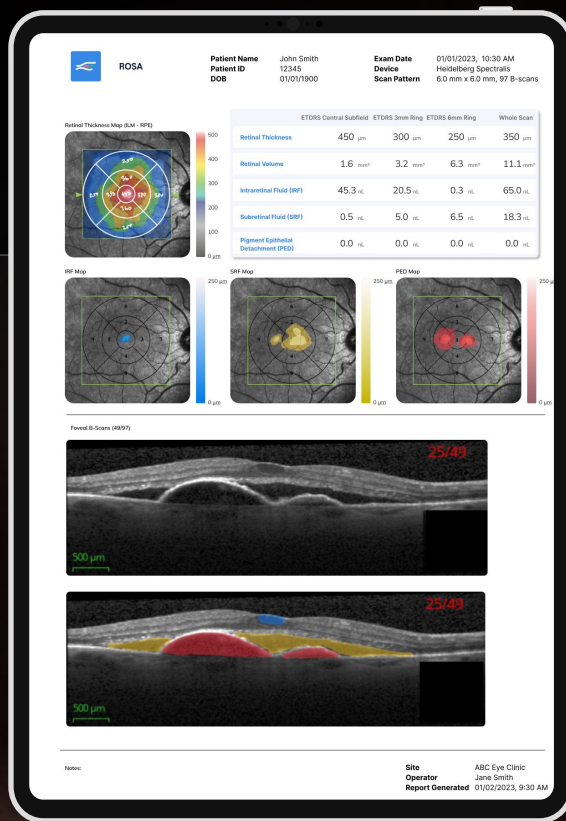 ROSA
Patient Name John Smith
Patient ID 12345
DOB 01/01/1900
Exam Date 01/01/2023, 10:30 AM
Device Heidelberg Spectralis
Scan Pattern 6.0 mm x 6.0 mm, 97 B-scans
Retinal Thickness Map (ILM - RPE)
500
400
300
200
100
0 µm
ETDRS Central Subfield ETDRS 3mm Ring ETDRS 6mm Ring Whole Scan
Retinal Thickness 450 µm 300 µm 250 µm 350 µm
Retinal Volume 1.6 mm³ 3.2 mm³ 6.3 mm³ 11.1 mm³
Intraretinal Fluid (IRF) 45.3 nL 20.5 nL 0.3 nL 65.0 nL
Subretinal Fluid (SRF) 0.5 nL 5.0 nL 6.5 nL 18.3 nL
Pigment Epithelial
Detachment (PED) 0.0 nL 0.0 nL 0.0 nL 0.0 nL
IRF Map
250 µm
0 µm
SRF Map
250 µm
0 µm
PED Map
250 µ
0 µm
Foveal B-Scans (49/97)
25/49
500 µm
25/49
500 µm
Notes:
Site ABC Eye Clinic
Operator Jane Smith
Report Generated 01/02/2023, 9:30 AM